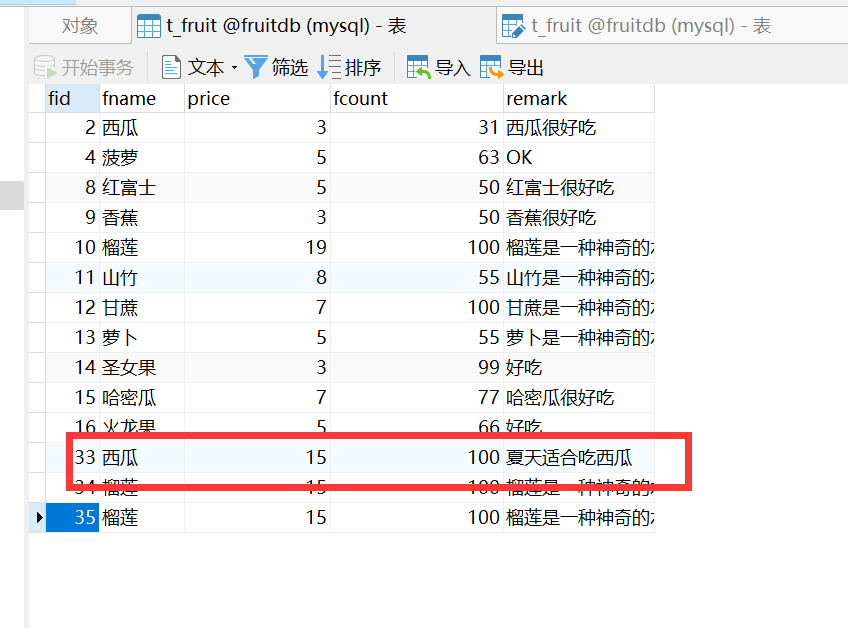 对象 t_fruit @fruitdb (mysql) - 表 t_fruit @fruitdb (mysql) - 表
开始事务 文本 筛选 排序 导入 导出
fid fname price fcount remark
2 西瓜 3 31 西瓜很好吃
4 菠萝 5 63 OK
8 红富士 5 50 红富士很好吃
9 香蕉 3 50 香蕉很好吃
10 榴莲 19 100 榴莲是一种神奇的
11 山竹 8 55 山竹是一种神奇的
12 甘蔗 7 100 甘蔗是一种神奇的
13 萝卜 5 55 萝卜是一种神奇的
14 圣女果 3 99 好吃
15 哈密瓜 7 77 哈密瓜很好吃
16 火龙果 5 66 好吃
33 西瓜 15 100 夏天适合吃西瓜
34 榴莲 15 100 榴莲是一种神奇的
35 榴莲 15 100 榴莲是一种神奇的